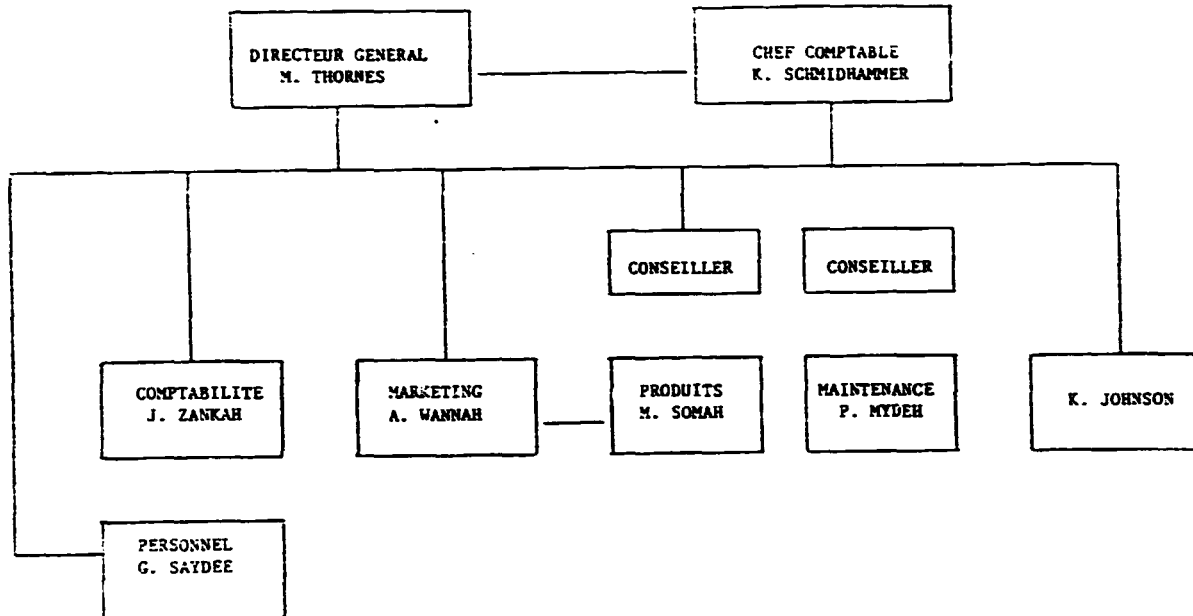 DIRECTEUR GENERAL
M. THORNES
CHEF COMPTABLE
K. SCHMIDHAMMER
CONSEILLER
CONSEILLER
COMPTABILITE
J. ZANKAH
MARKETING
A. WANNAH
PRODUITS
M. SOMAH
MAINTENANCE
P. MYDEH
K. JOHNSON
PERSONNEL
G. SAYDEE